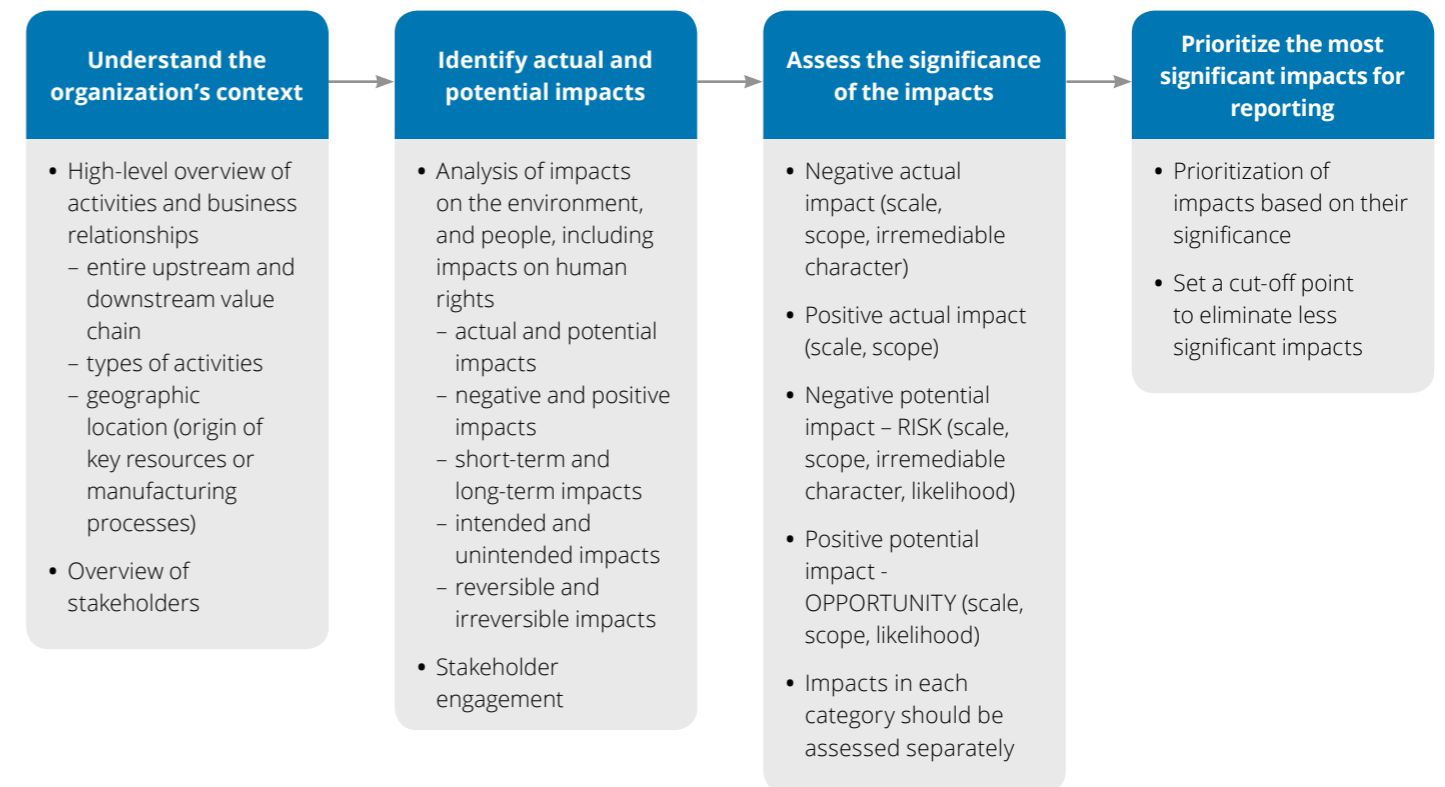 Understand the
organization's context
• High-level overview of
activities and business
relationships
– entire upstream and
downstream value
chain
– types of activities
– geographic
location (origin of
key resources or
manufacturing
processes)
• Overview of
stakeholders
Identify actual and
potential impacts
• Analysis of impacts
on the environment,
and people, including
impacts on human
rights
– actual and potential
impacts
– negative and positive
impacts
– short-term and
long-term impacts
– intended and
unintended impacts
– reversible and
irreversible impacts
• Stakeholder
engagement
Assess the significance
of the impacts
• Negative actual
impact (scale,
scope, irremediable
character)
• Positive actual impact
(scale, scope)
• Negative potential
impact – RISK (scale,
scope, irremediable
character, likelihood)
• Positive potential
impact -
OPPORTUNITY (scale,
scope, likelihood)
• Impacts in each
category should be
assessed separately
Prioritize the most
significant impacts for
reporting
• Prioritization of
impacts based on their
significance
• Set a cut-off point
to eliminate less
significant impacts